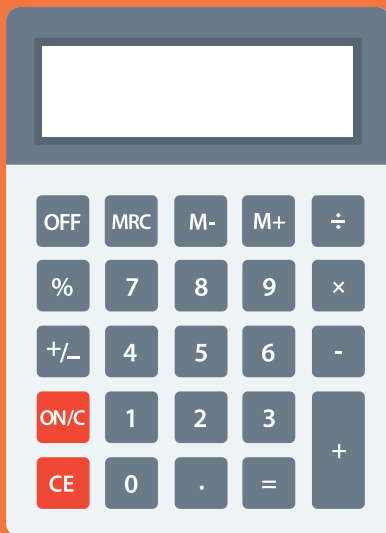 OFF MRC M- M+ ÷
% 7 8 9 ×
+/− 4 5 6 -
ON/C 1 2 3
+
CE 0 . =